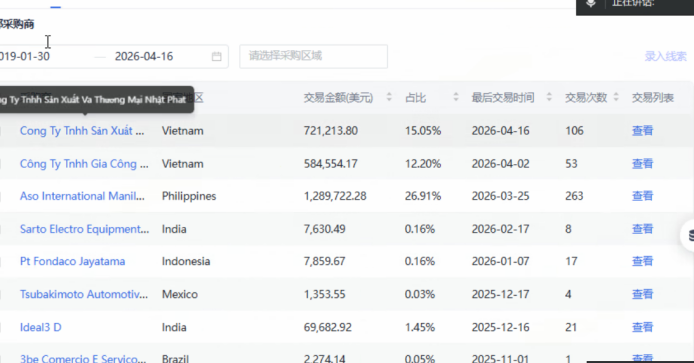 正在讲话:
采购商
019-01-30 — 2026-04-16 请选择采购区域 录入线索
ng Ty Tnhh Sản Xuất Va Thương Mại Nhật Phat
地区 交易金额(美元) 占比 最后交易时间 交易次数 交易列表
Cong Ty Tnhh Sản Xuất ... Vietnam 721,213.80 15.05% 2026-04-16 106 查看
Công Ty Tnhh Gia Công ... Vietnam 584,554.17 12.20% 2026-04-02 53 查看
Aso International Manil... Philippines 1,289,722.28 26.91% 2026-03-25 263 查看
Sarto Electro Equipment... India 7,630.49 0.16% 2026-02-17 8 查看
Pt Fondaco Jayatama Indonesia 7,859.67 0.16% 2026-01-07 17 查看
Tsubakimoto Automotiv... Mexico 1,353.55 0.03% 2025-12-17 4 查看
Ideal3 D India 69,682.92 1.45% 2025-12-16 21 查看
3be Comercio E Servico... Brazil 2,274.14 0.05% 2025-11-01 1 查看